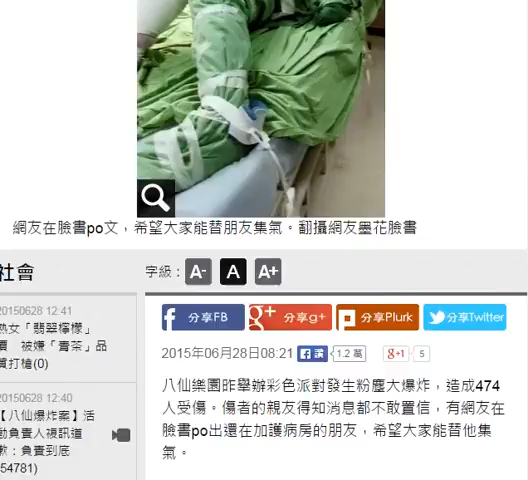 網友在臉書po文，希望大家能替朋友集氣。翻攝網友墨花臉書
社會
字級：A- A A+
20150628 12:41
熟女「翡翠檸檬」
價 被嫌「青茶」品
質打槍(0)
20150628 12:40
【八仙爆炸案】活
動負責人複訊道
歉：負責到底
(54781)
分享FB
分享g+
分享Plurk
分享Twitter
2015年06月28日08:21 讚 1.2 萬 g+1 5
八仙樂園昨舉辦彩色派對發生粉塵大爆炸，造成474
人受傷。傷者的親友得知消息都不敢置信，有網友在
臉書po出還在加護病房的朋友，希望大家能替他集
氣。